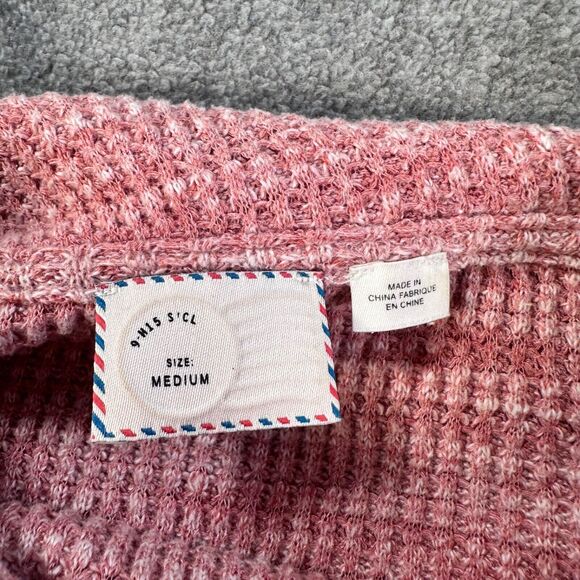 9-H15 S'CL
SIZE:
MEDIUM
MADE IN
CHINA FABRIQUE
EN CHINE